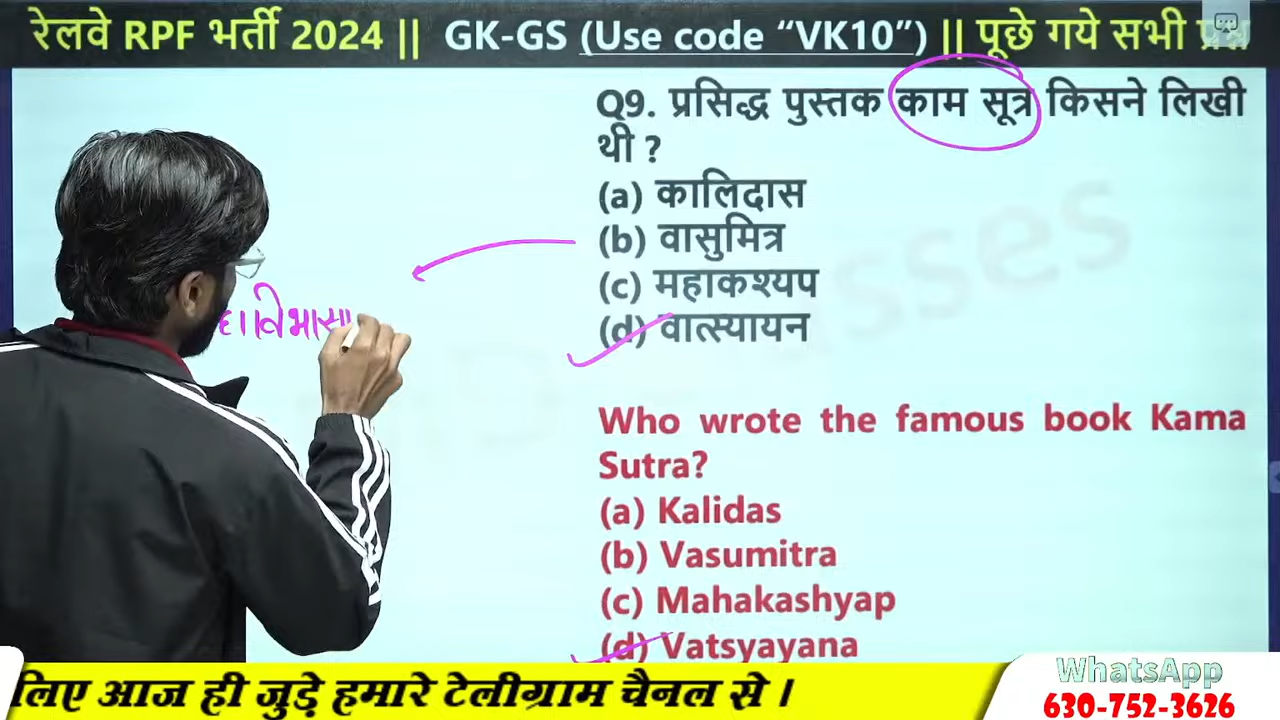 रेलवे RPF भर्ती 2024 || GK-GS (Use code “VK10”) || पूछे गये सभी
Q9. प्रसिद्ध पुस्तक काम सूत्र किसने लिखी
थी ?
(a) कालिदास
(b) वासुमित्र
(c) महाकश्यप
(d) वात्स्यायन
धाविभासा
Who wrote the famous book Kama
Sutra?
(a) Kalidas
(b) Vasumitra
(c) Mahakashyap
(d) Vatsyayana
लिए आज ही जुड़े हमारे टेलीग्राम चैनल से ।
WhatsApp
630-752-3626